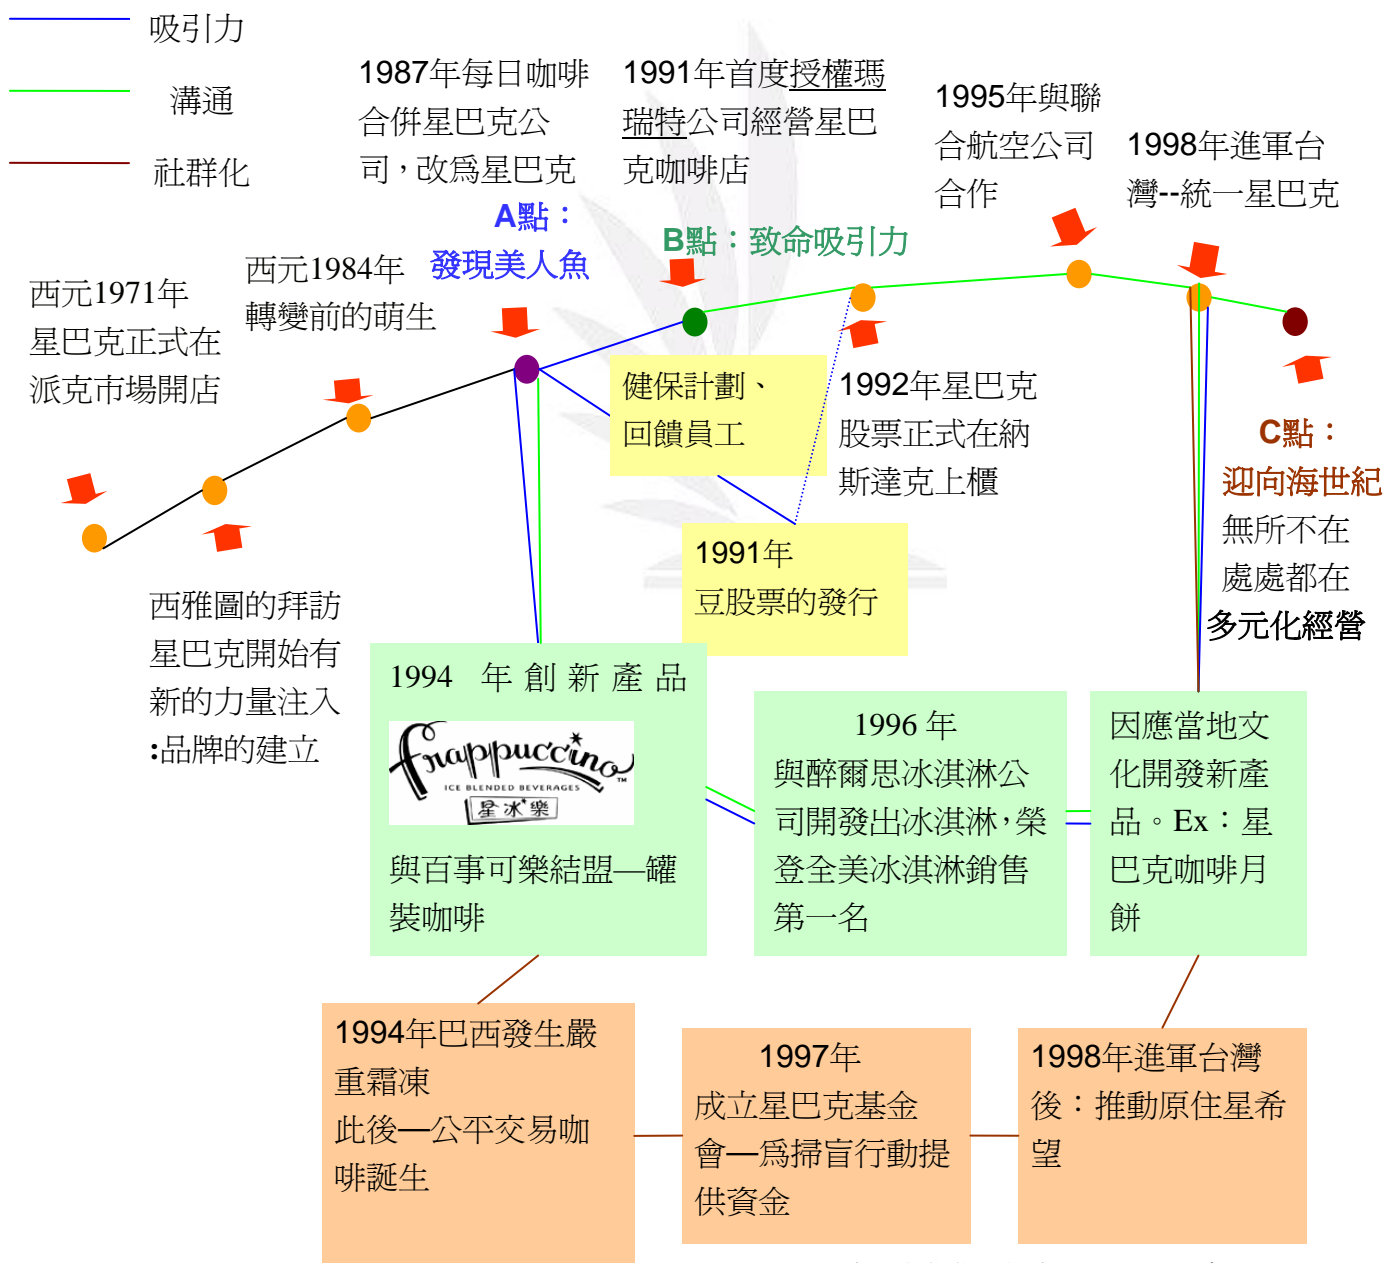 吸引力
溝通
社群化
1987年每日咖啡
合併星巴克公
司，改為星巴克
1991年首度授權瑪
瑞特公司經營星巴
克咖啡店
1995年與聯
合航空公司
合作
1998年進軍台
灣--統一星巴克
A點：
發現美人魚
B點：致命吸引力
西元1984年
轉變前的萌生
西元1971年
星巴克正式在
派克市場開店
健保計劃、
回饋員工
1992年星巴克
股票正式在納
斯達克上櫃
C點：
迎向海世紀
無所不在
處處都在
多元化經營
1991年
豆股票的發行
西雅圖的拜訪
星巴克開始有
新的力量注入
:品牌的建立
1994 年創新產品
frappuccino™
ICE BLENDED BEVERAGES
星冰樂
與百事可樂結盟—罐
裝咖啡
1996 年
與醉爾思冰淇淋公
司開發出冰淇淋，榮
登全美冰淇淋銷售
第一名
因應當地文
化開發新產
品。Ex：星
巴克咖啡月
餅
1994年巴西發生嚴
重霜凍
此後—公平交易咖
啡誕生
1997年
成立星巴克基金
會—為掃盲行動提
供資金
1998年進軍台灣
後：推動原住星希
望